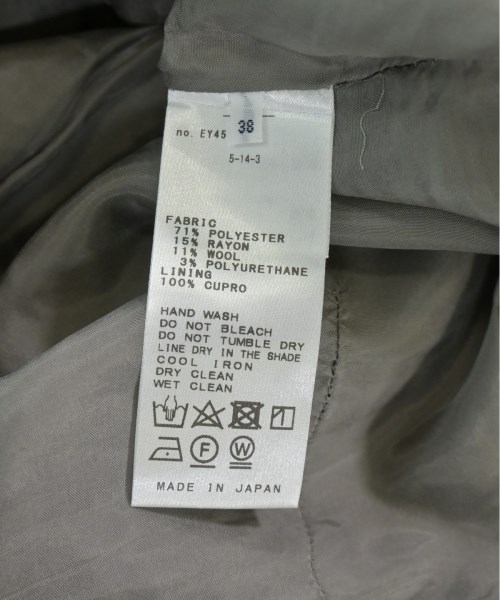 38
no. EY45
5-14-3
FABRIC
71% POLYESTER
15% RAYON
11% WOOL
3% POLYURETHANE
LINING
100% CUPRO
HAND WASH
DO NOT BLEACH
DO NOT TUMBLE DRY
LINE DRY IN THE SHADE
COOL IRON
DRY CLEAN
WET CLEAN
F W
MADE IN JAPAN